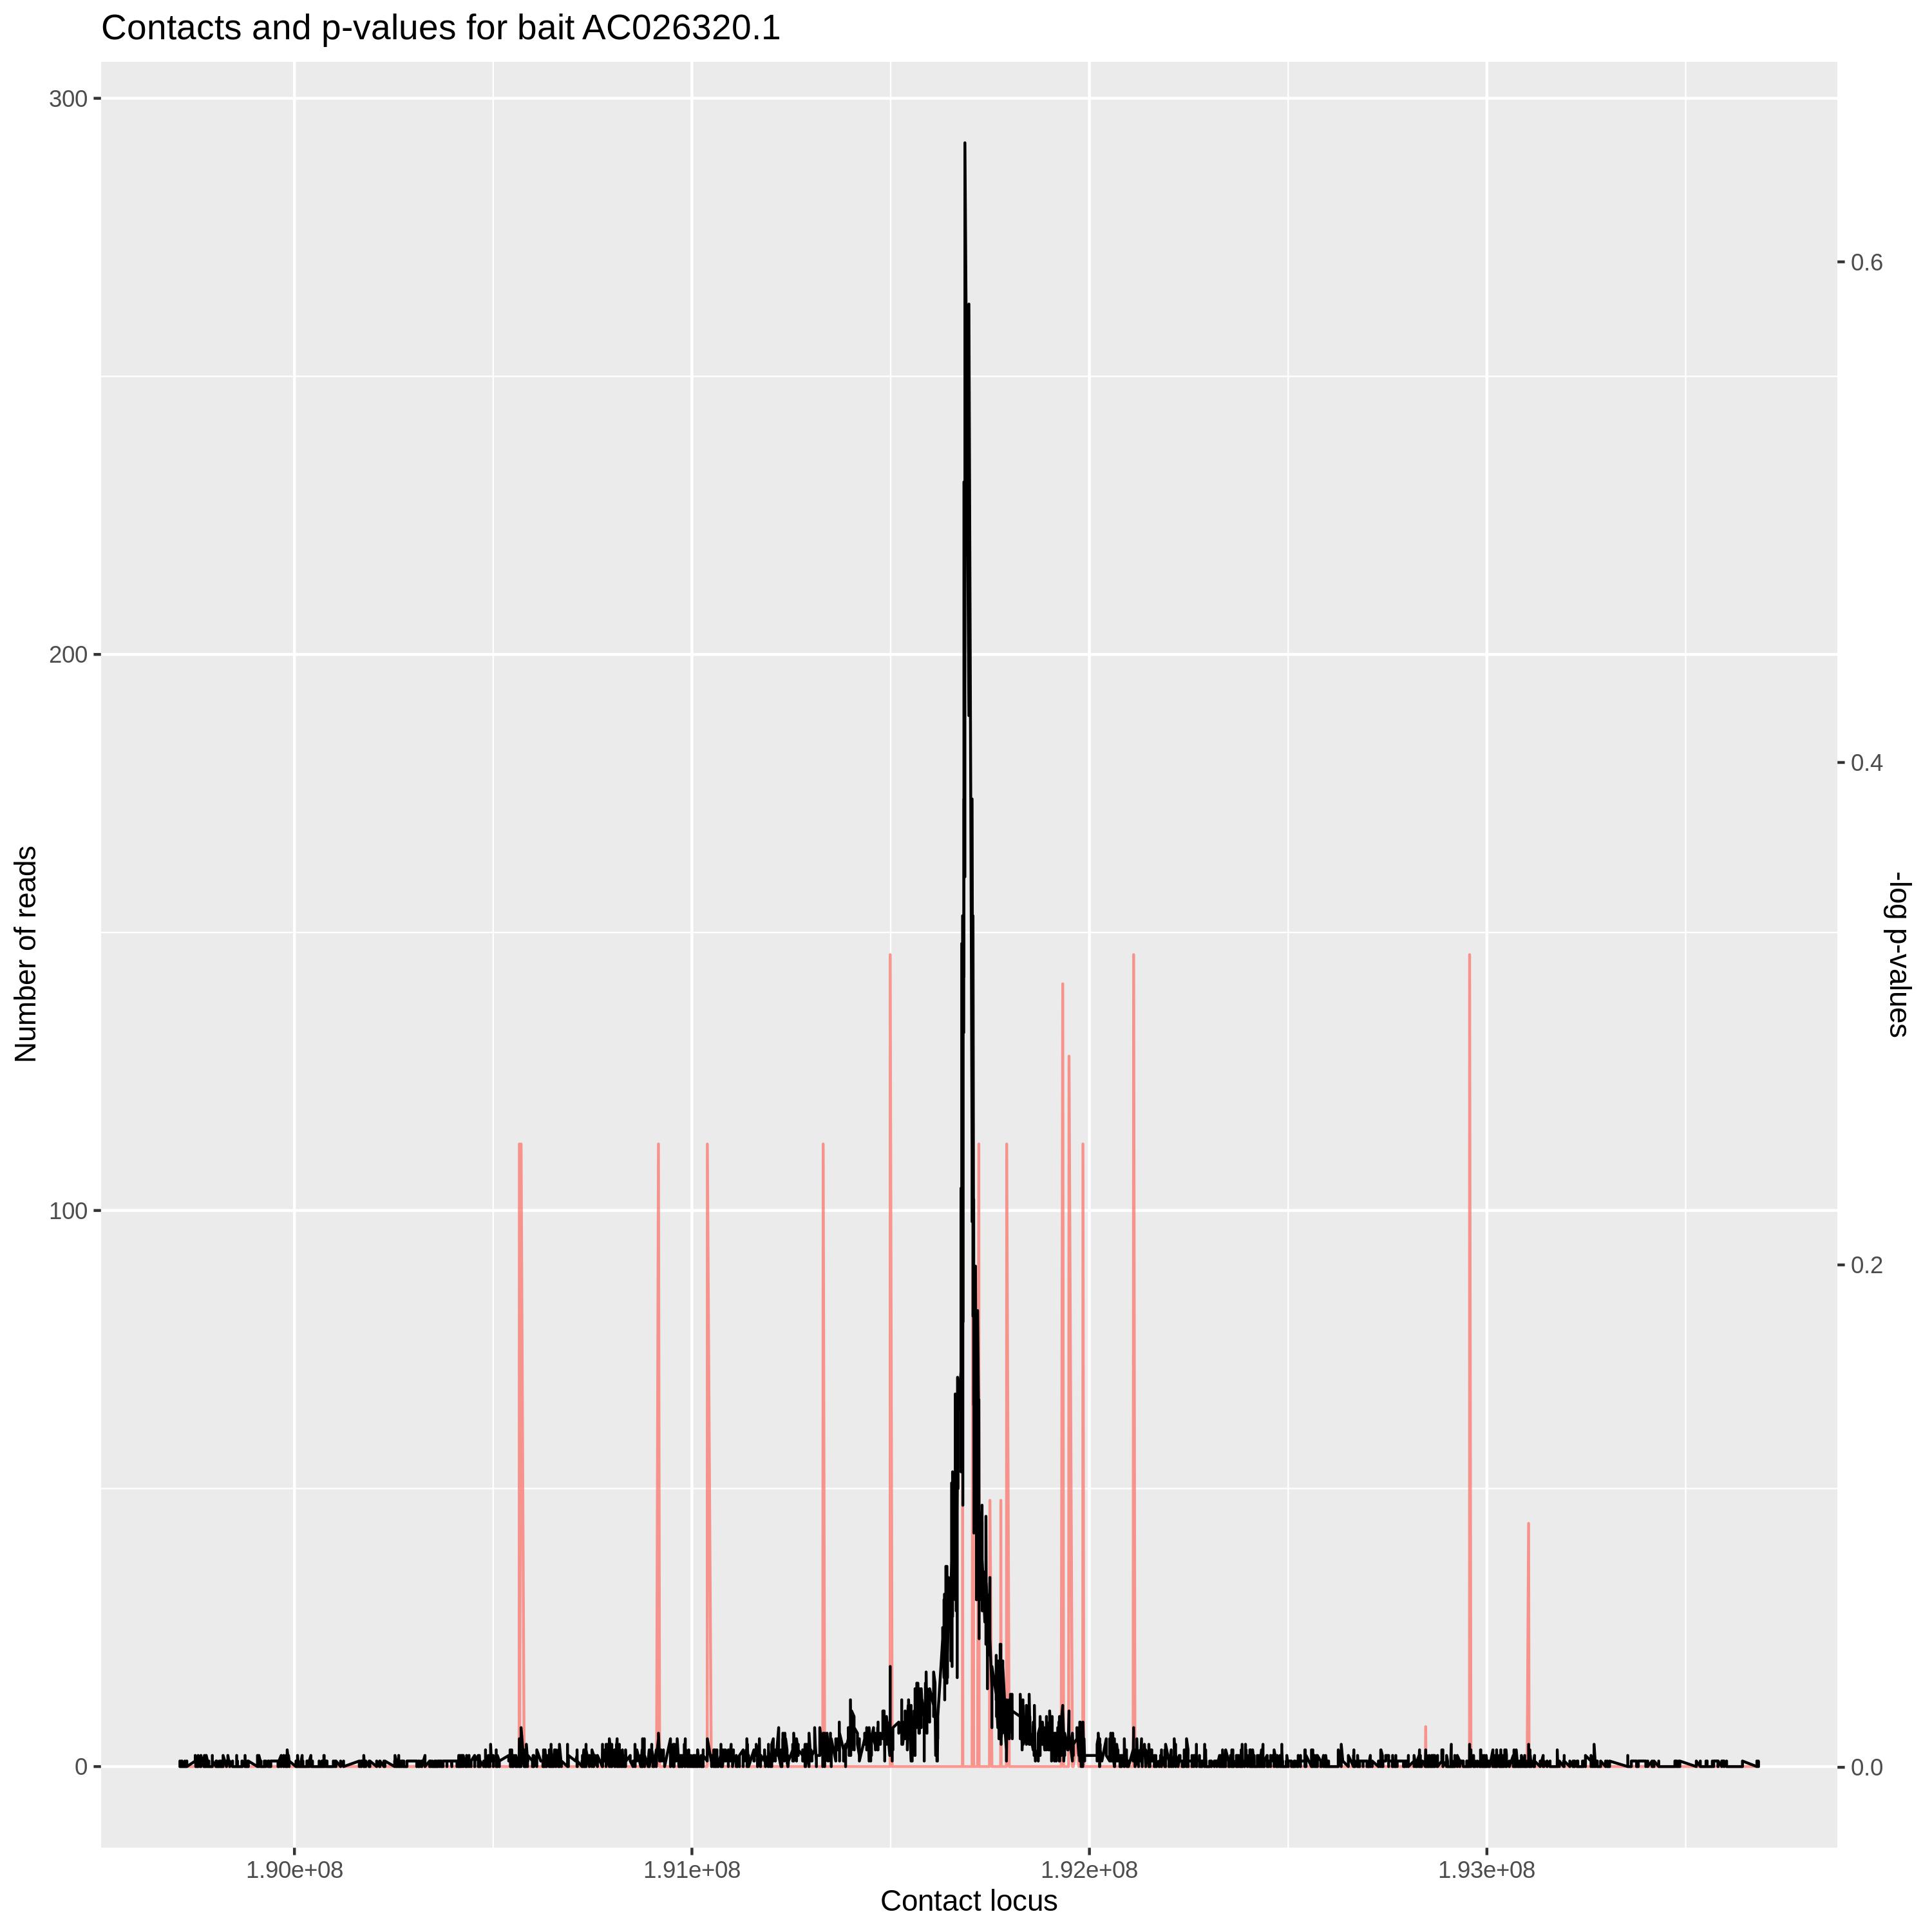 Contacts and p-values for bait AC026320.1
300
200
100
0
Number of reads
0.6
0.4
0.2
0.0
-log p-values
1.90e+08 1.91e+08 1.92e+08 1.93e+08
Contact locus